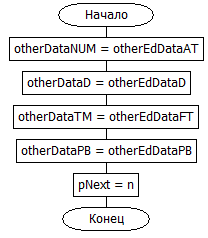 Начало
otherDataNUM = otherEdDataAT
otherDataD = otherEdDataD
otherDataTM = otherEdDataFT
otherDataPB = otherEdDataPB
pNext = n
Конец